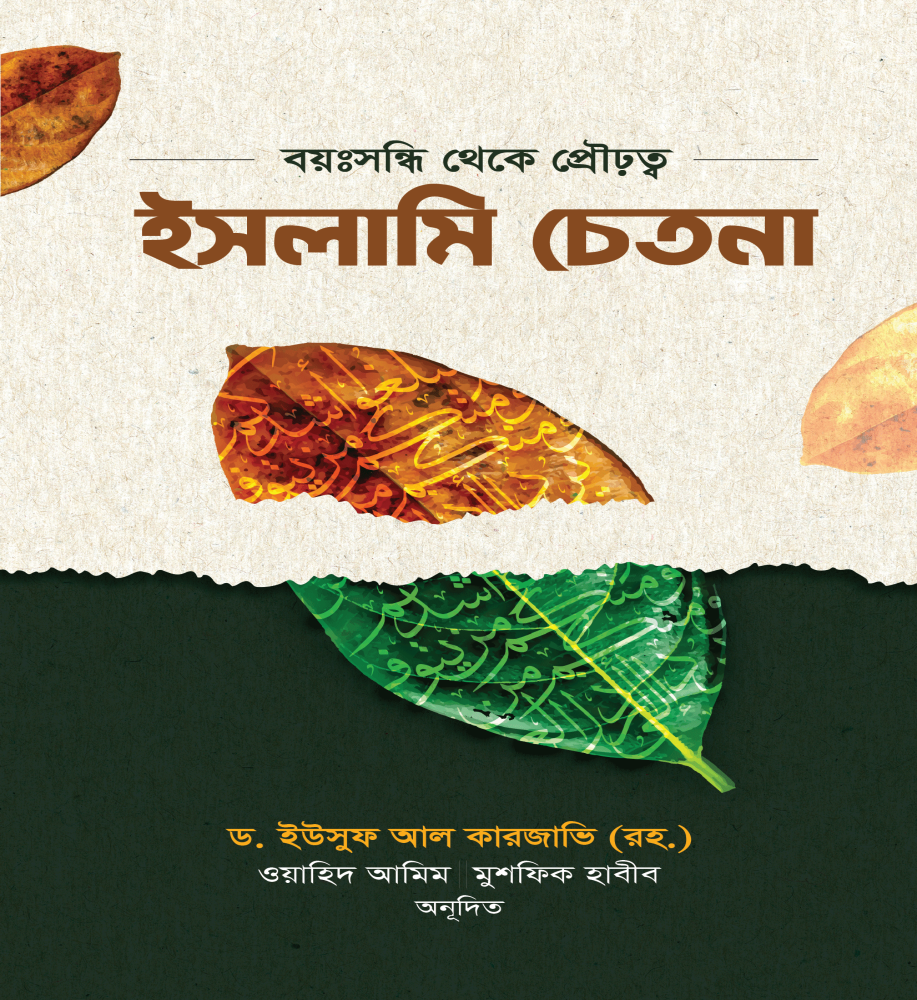 বয়ঃসন্ধি থেকে প্রৌঢ়ত্ব
ইসলামি চেতনা
ড. ইউসুফ আল কারজাভি (রহ.)
ওয়াহিদ আমিম || মুশফিক হাবীব
অনূদিত